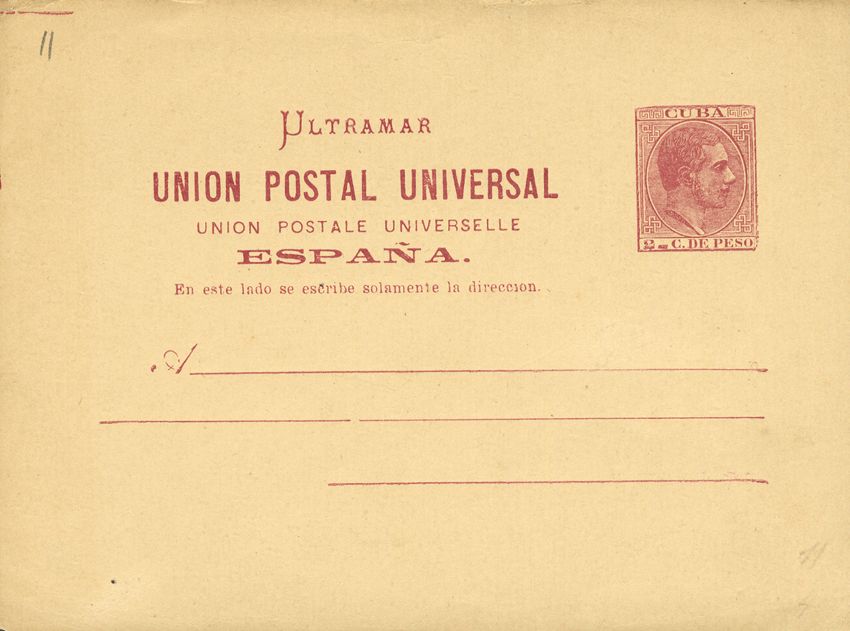 11
ULTRAMAR
UNION POSTAL UNIVERSAL
UNION POSTALE UNIVERSELLE
ESPAÑA.
En este lado se escribe solamente la direccion.
CUBA
2 C. DE PESO
A